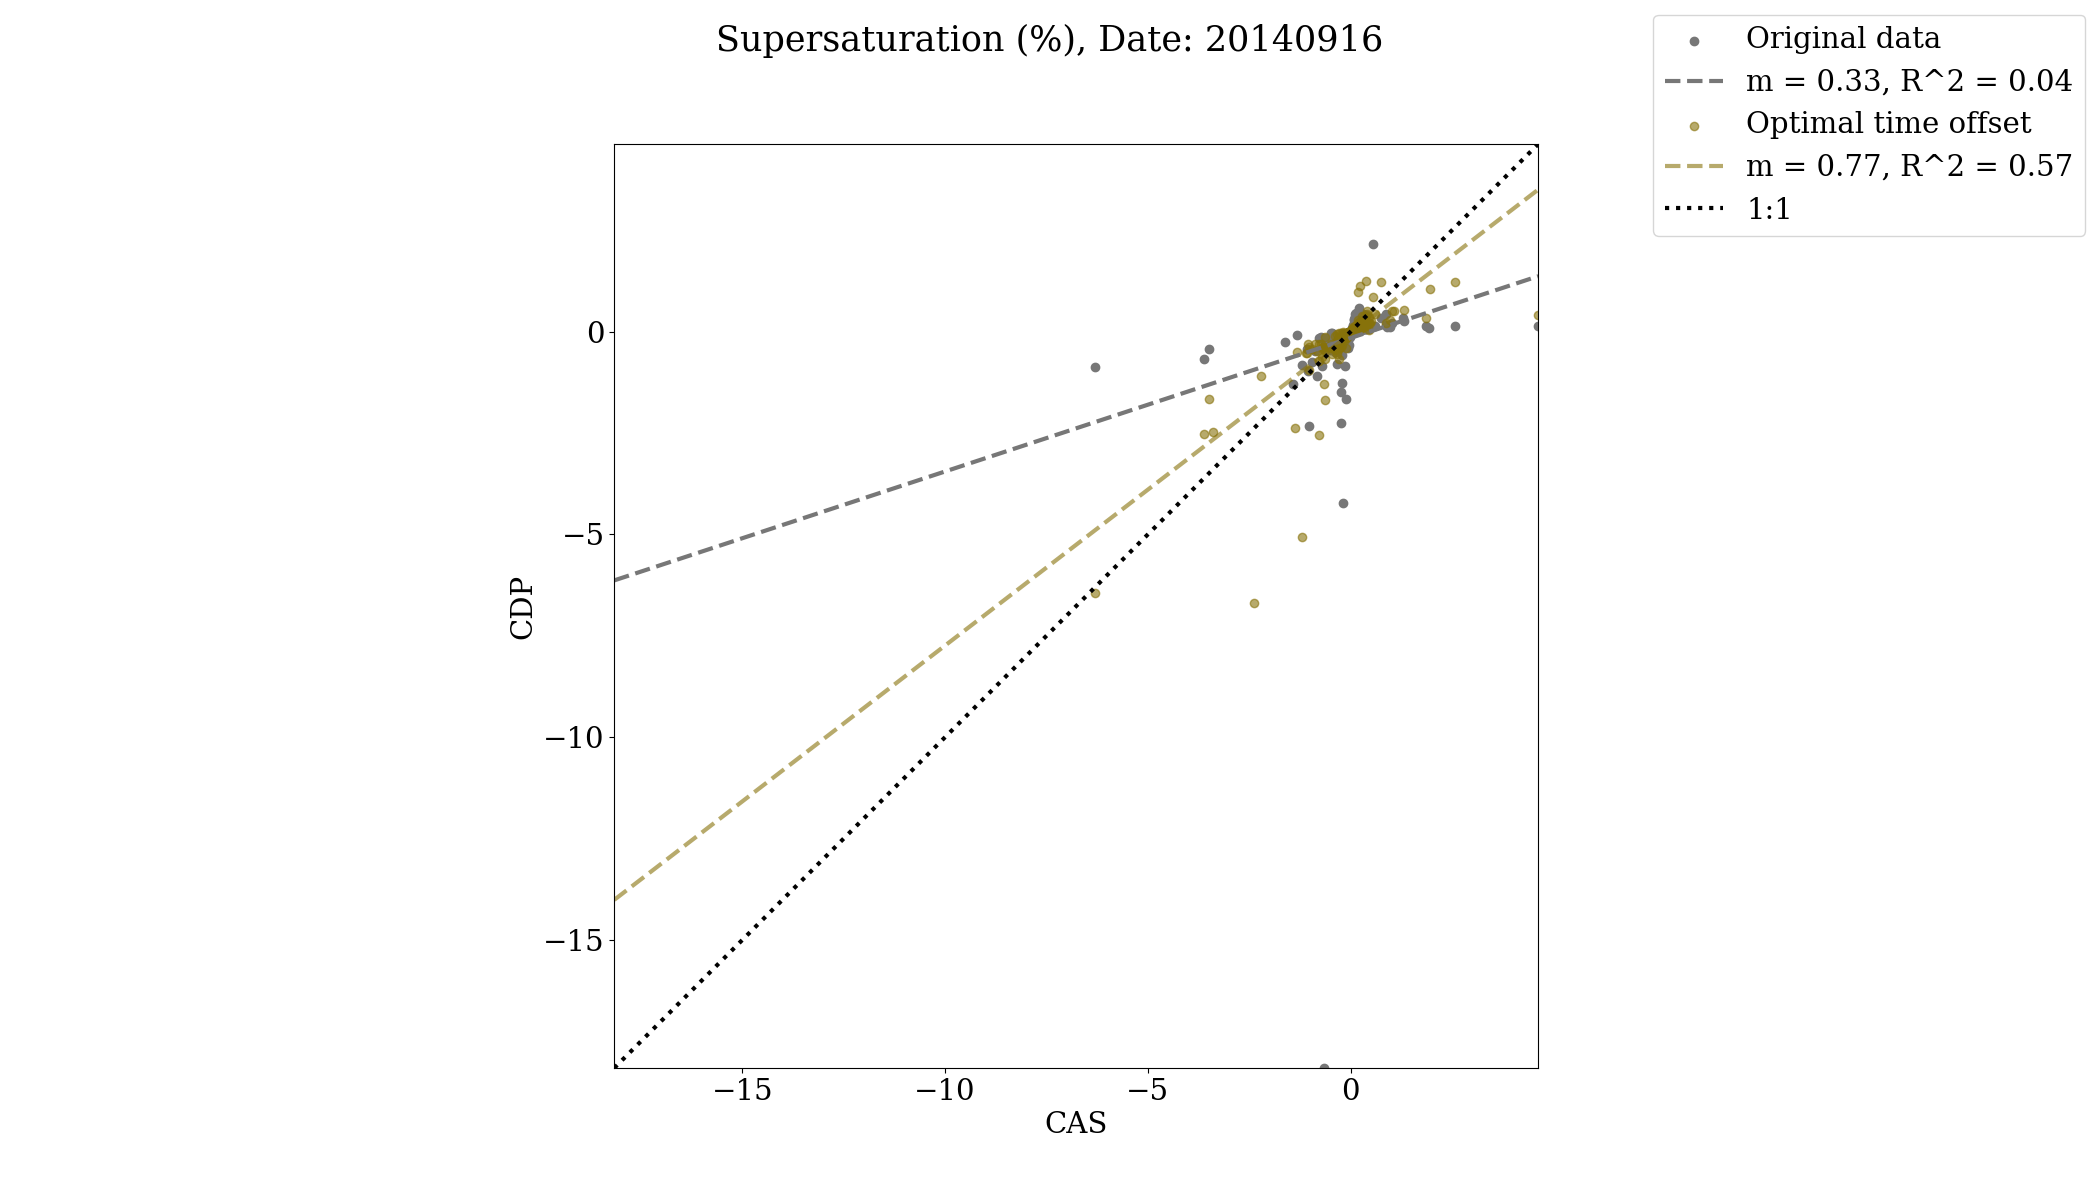 Supersaturation (%), Date: 20140916
Original data
m = 0.33, R^2 = 0.04
Optimal time offset
m = 0.77, R^2 = 0.57
1:1
0
−5
−10
−15
CDP
−15
−10
−5
0
CAS